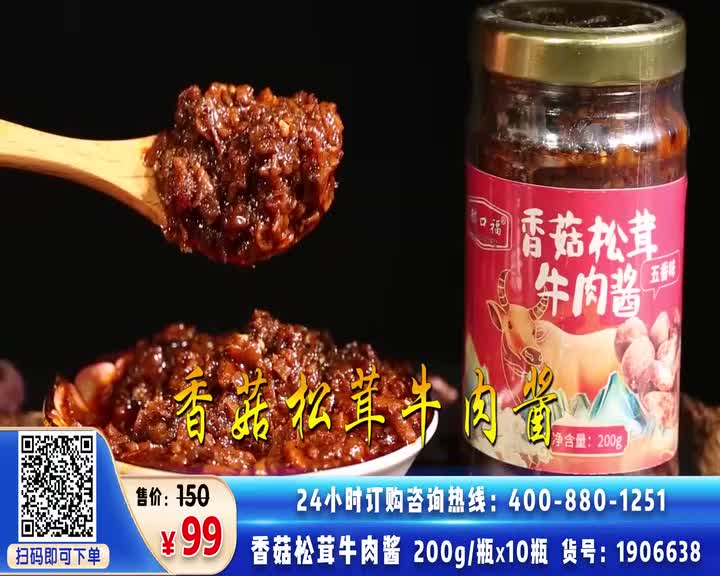 口福
香菇松茸
牛肉酱
五香味
净含量：200g
香菇松茸牛肉酱
售价：150
¥99
24小时订购咨询热线：400-880-1251
香菇松茸牛肉酱 200g/瓶x10瓶 货号：1906638
扫码即可下单